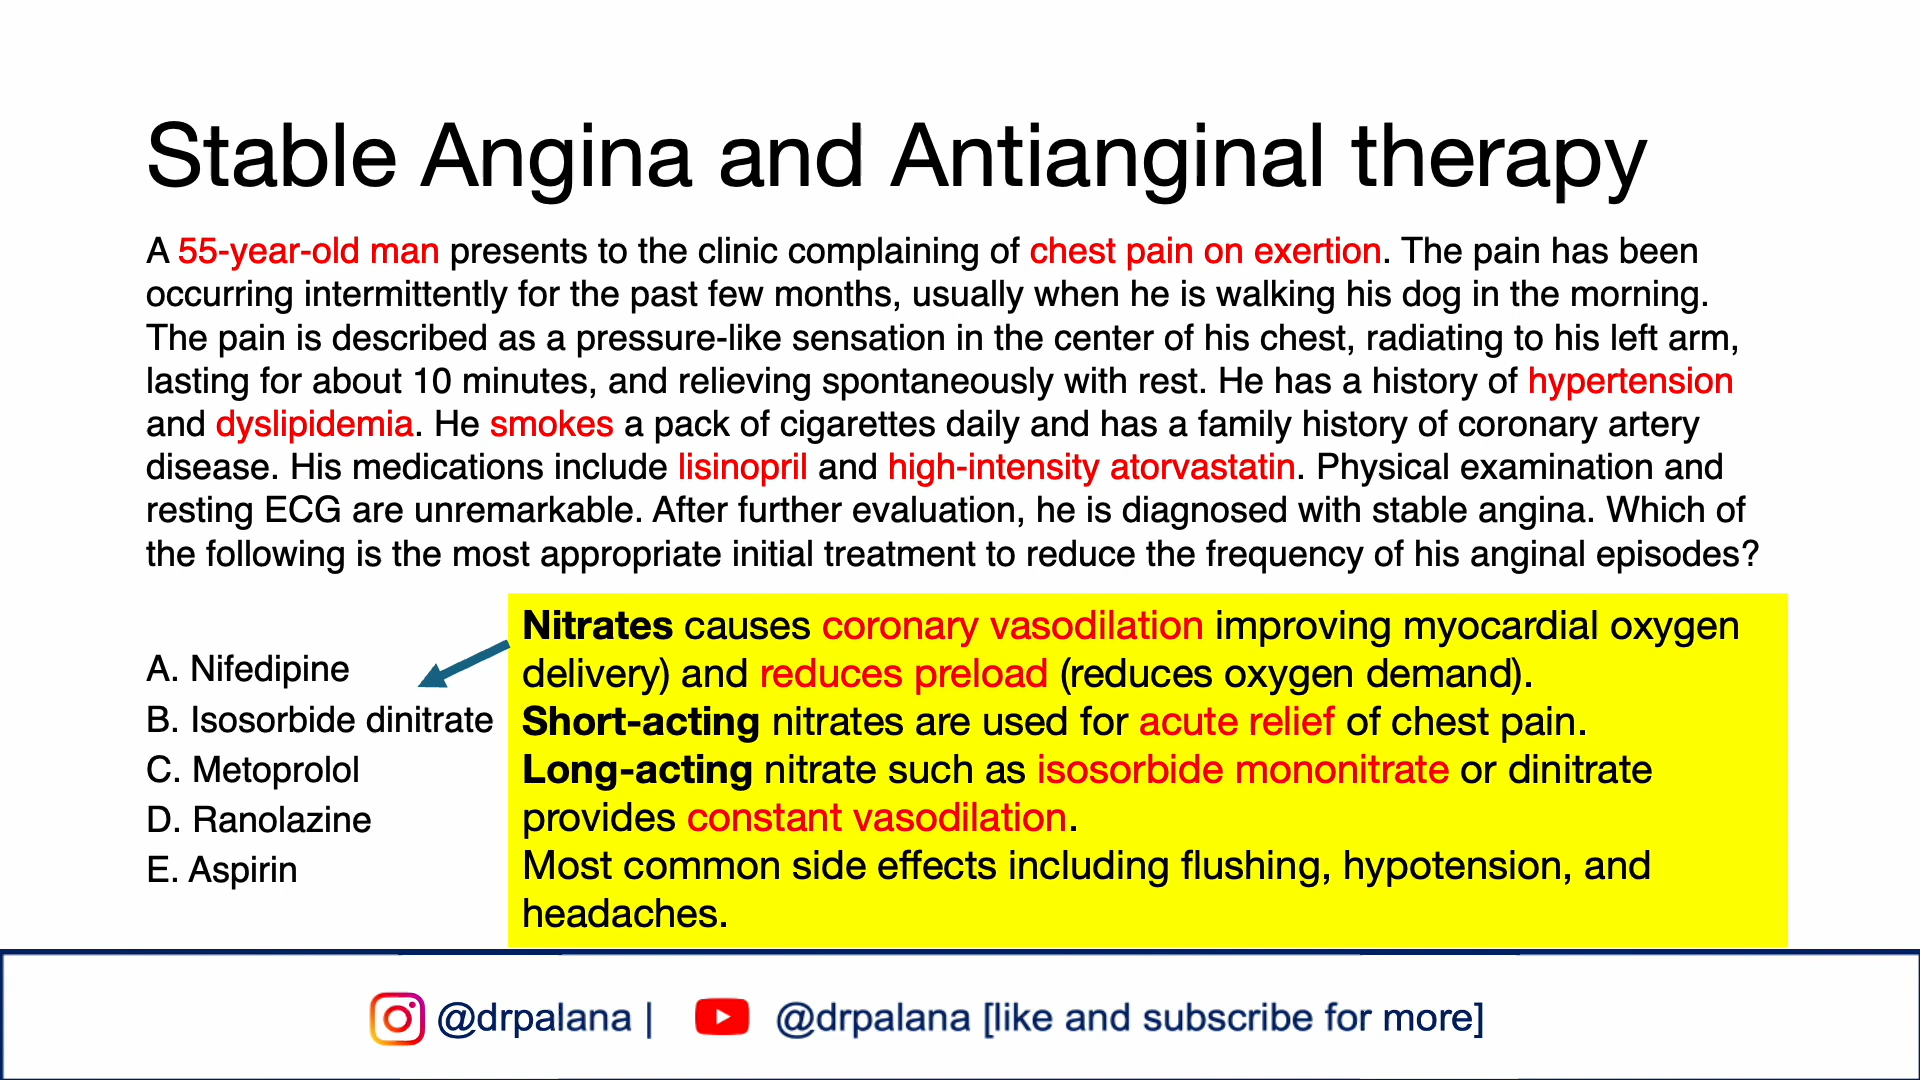 Stable Angina and Antianginal therapy
A 55-year-old man presents to the clinic complaining of chest pain on exertion. The pain has been
occurring intermittently for the past few months, usually when he is walking his dog in the morning.
The pain is described as a pressure-like sensation in the center of his chest, radiating to his left arm,
lasting for about 10 minutes, and relieving spontaneously with rest. He has a history of hypertension
and dyslipidemia. He smokes a pack of cigarettes daily and has a family history of coronary artery
disease. His medications include lisinopril and high-intensity atorvastatin. Physical examination and
resting ECG are unremarkable. After further evaluation, he is diagnosed with stable angina. Which of
the following is the most appropriate initial treatment to reduce the frequency of his anginal episodes?
A. Nifedipine
B. Isosorbide dinitrate
C. Metoprolol
D. Ranolazine
E. Aspirin
Nitrates causes coronary vasodilation improving myocardial oxygen
delivery) and reduces preload (reduces oxygen demand).
Short-acting nitrates are used for acute relief of chest pain.
Long-acting nitrate such as isosorbide mononitrate or dinitrate
provides constant vasodilation.
Most common side effects including flushing, hypotension, and
headaches.
@drpalana | @drpalana [like and subscribe for more]